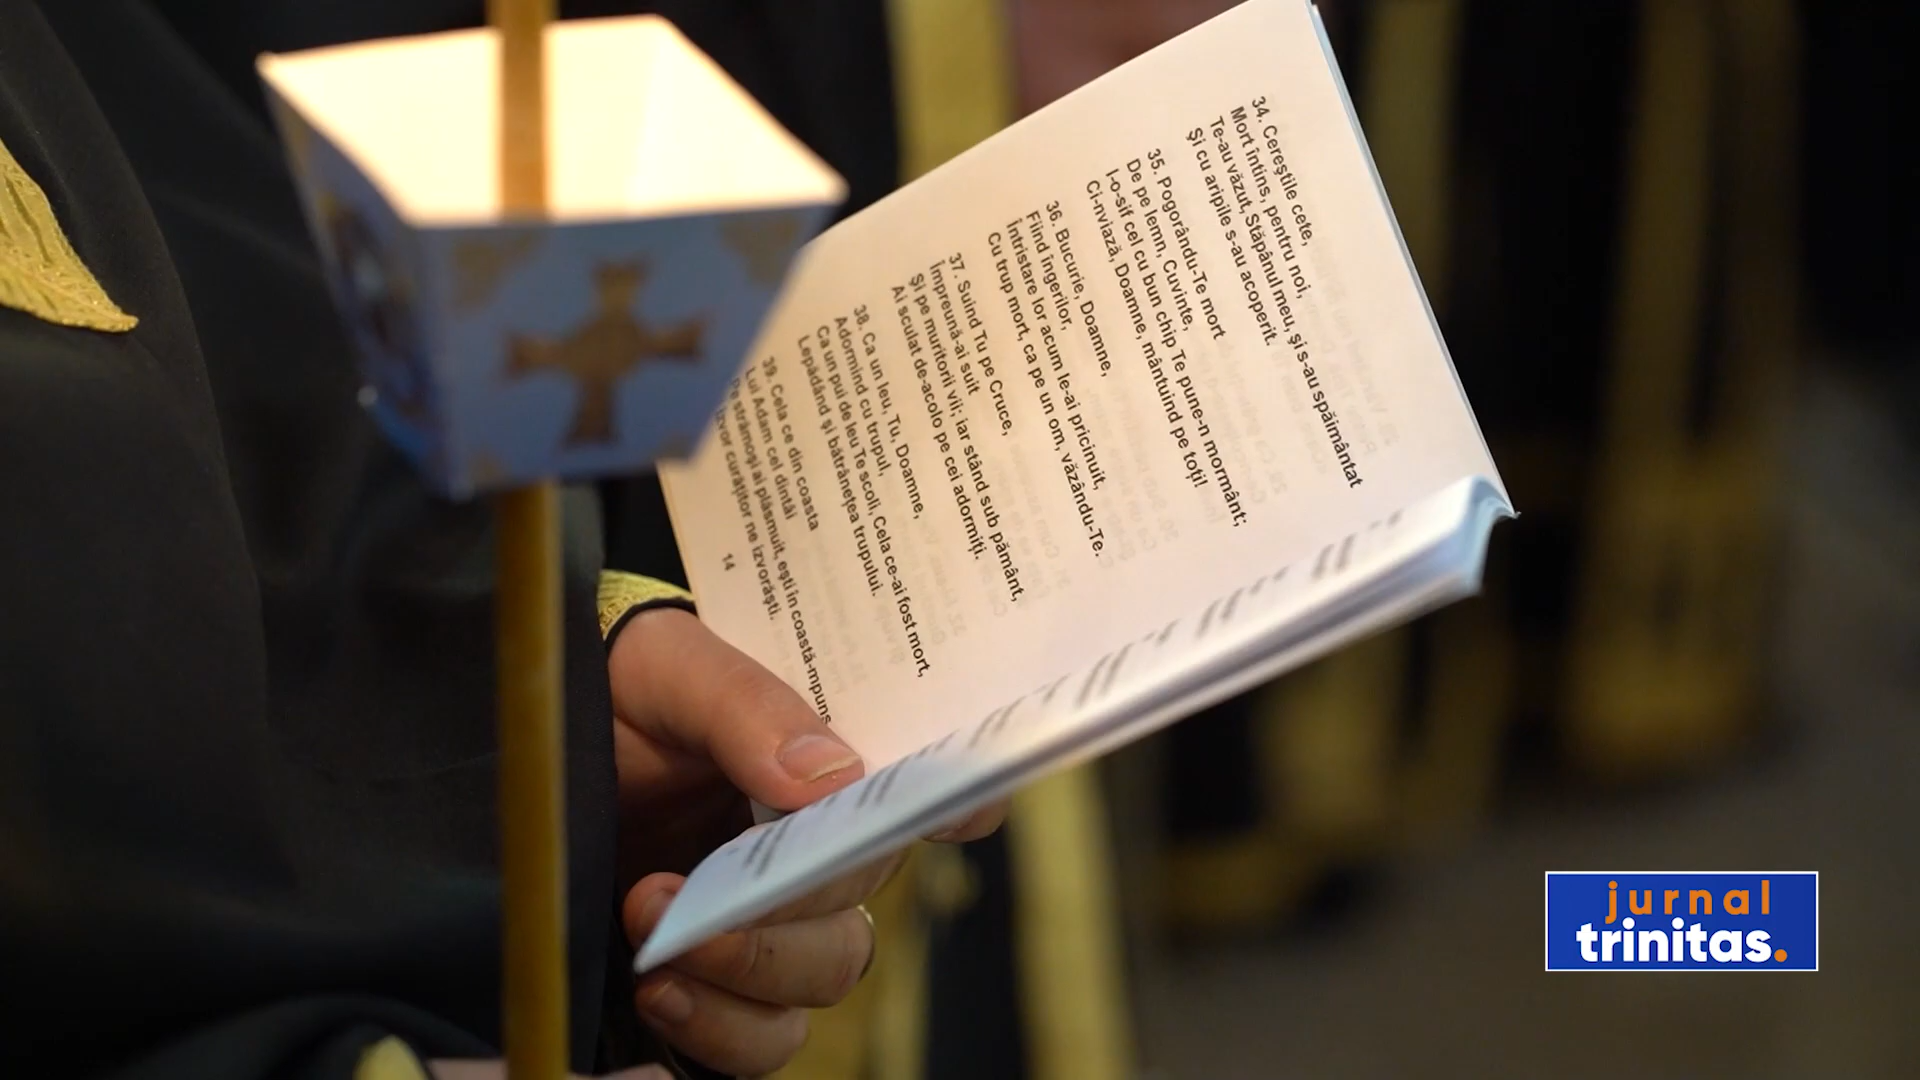 34. Cereştile cete,
Mort întins, pentru noi,
Te-au văzut, Stăpânul meu, şi s-au spăimântat
Şi cu aripile s-au acoperit.
35. Pogorându-Te mort
De pe lemn, Cuvinte,
I-o-sif cel cu bun chip Te pune-n mormânt;
Ci-nviază, Doamne, mântuind pe toţi!
36. Bucurie, Doamne,
Fiind îngerilor,
Întristare lor acum le-ai pricinuit,
Cu trup mort, ca pe un om, văzându-Te.
37. Suind Tu pe Cruce,
Împreună-ai suit
Şi pe muritorii vii; iar stând sub pământ,
Ai sculat de-acolo pe cei adormiţi.
38. Ca un leu, Tu, Doamne,
Adormind cu trupul,
Ca un pui de leu Te scoli, Cela ce-ai fost mort,
Lepădând şi bătrâneţea trupului.
39. Cela ce din coasta
Lui Adam cel dintâi
Pe strămoşi ai plăsmuit, eşti în coastă-mpuns
Izvor curăţitor ne izvorăşti.
14
jurnal
trinitas.